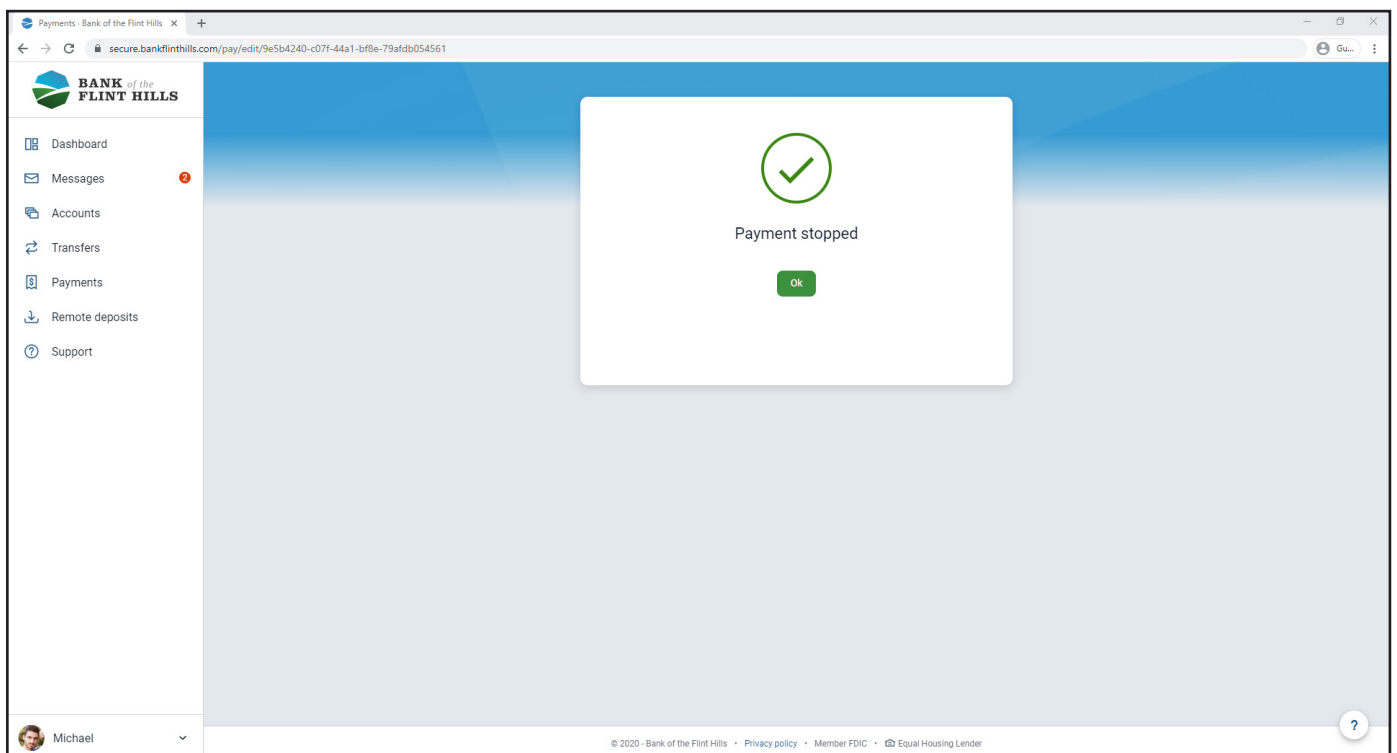 Payments - Bank of the Flint Hills
secure.bankflinthills.com/pay/edit/9e5b4240-c07f-44a1-bf8e-79afdb054561
Gu...
BANK of the
FLINT HILLS
Dashboard
Messages 2
Accounts
Transfers
Payments
Remote deposits
Support
Michael
Payment stopped
Ok
?
© 2020 - Bank of the Flint Hills • Privacy policy • Member FDIC • Equal Housing Lender